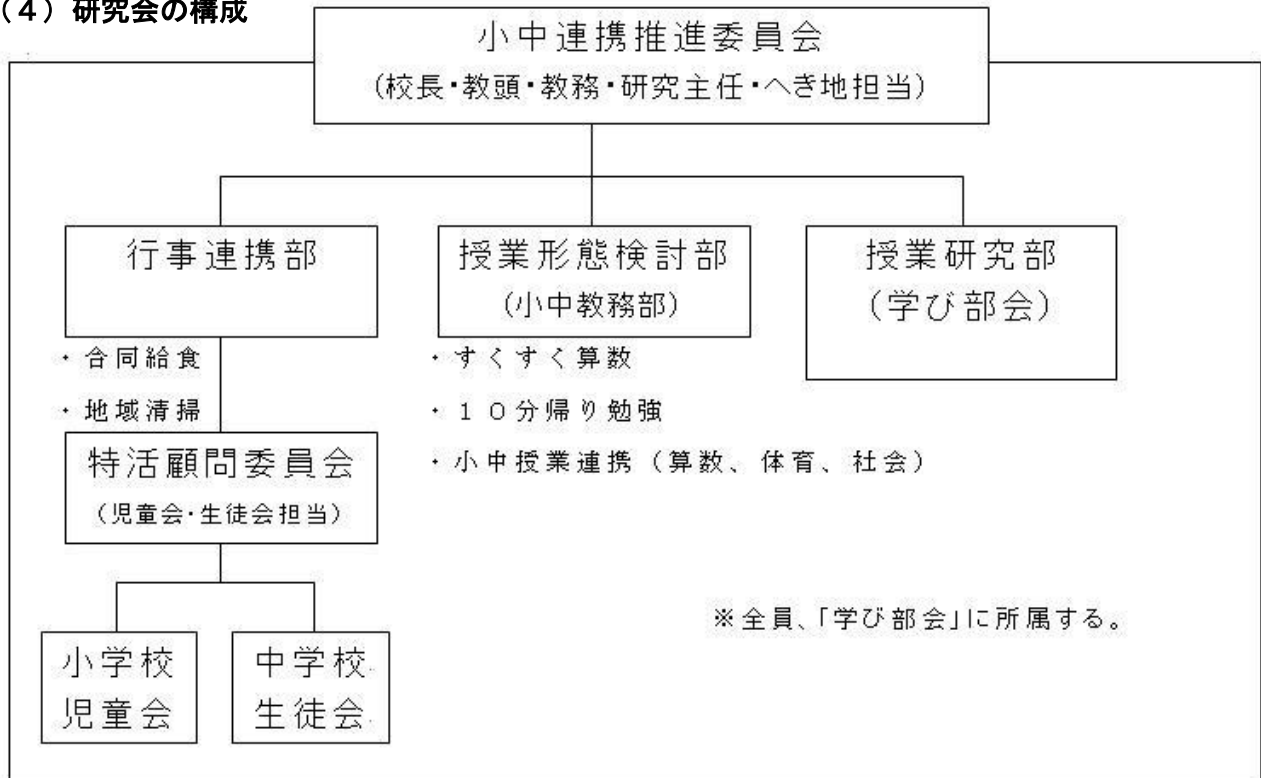 （４）研究会の構成
小中連携推進委員会
(校長・教頭・教務・研究主任・へき地担当)
行事連携部
授業形態検討部
(小中教務部)
授業研究部
(学び部会)
・合同給食
・地域清掃
・すくすく算数
・１０分帰り勉強
・小中授業連携（算数、体育、社会）
特活顧問委員会
(児童会・生徒会担当)
※全員、「学び部会」に所属する。
小学校
児童会
中学校
生徒会